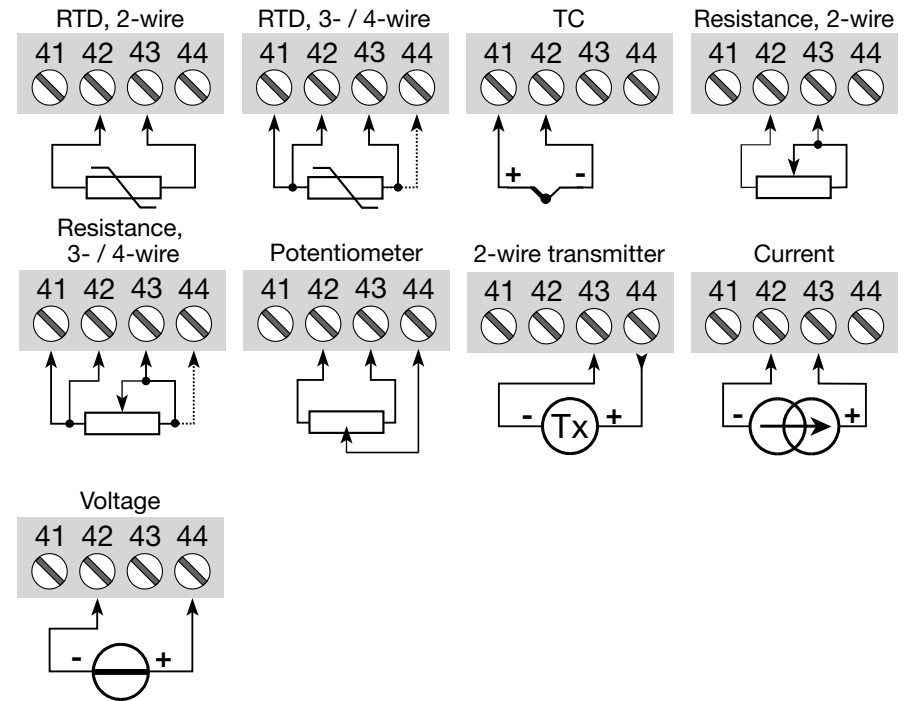 RTD, 2-wire
41 42 43 44
RTD, 3- / 4-wire
41 42 43 44
TC
41 42 43 44
+ -
Resistance, 2-wire
41 42 43 44
Resistance,
3- / 4-wire
41 42 43 44
Potentiometer
41 42 43 44
2-wire transmitter
41 42 43 44
- Tx +
Current
41 42 43 44
- +
Voltage
41 42 43 44
- +